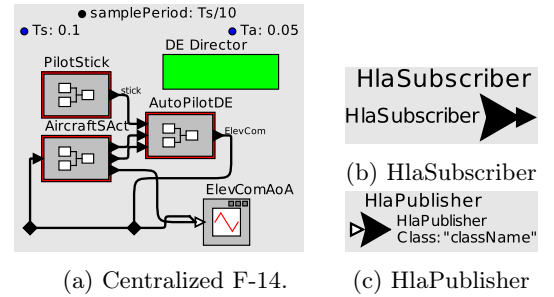 samplePeriod: Ts/10
Ts: 0.1
Ta: 0.05
DE Director
PilotStick
stick
AutoPilotDE
AircraftSAct
ElevCom
ElevComAoA
(a) Centralized F-14.
HlaSubscriber
HlaSubscriber
(b) HlaSubscriber
HlaPublisher
HlaPublisher
Class: "className"
(c) HlaPublisher